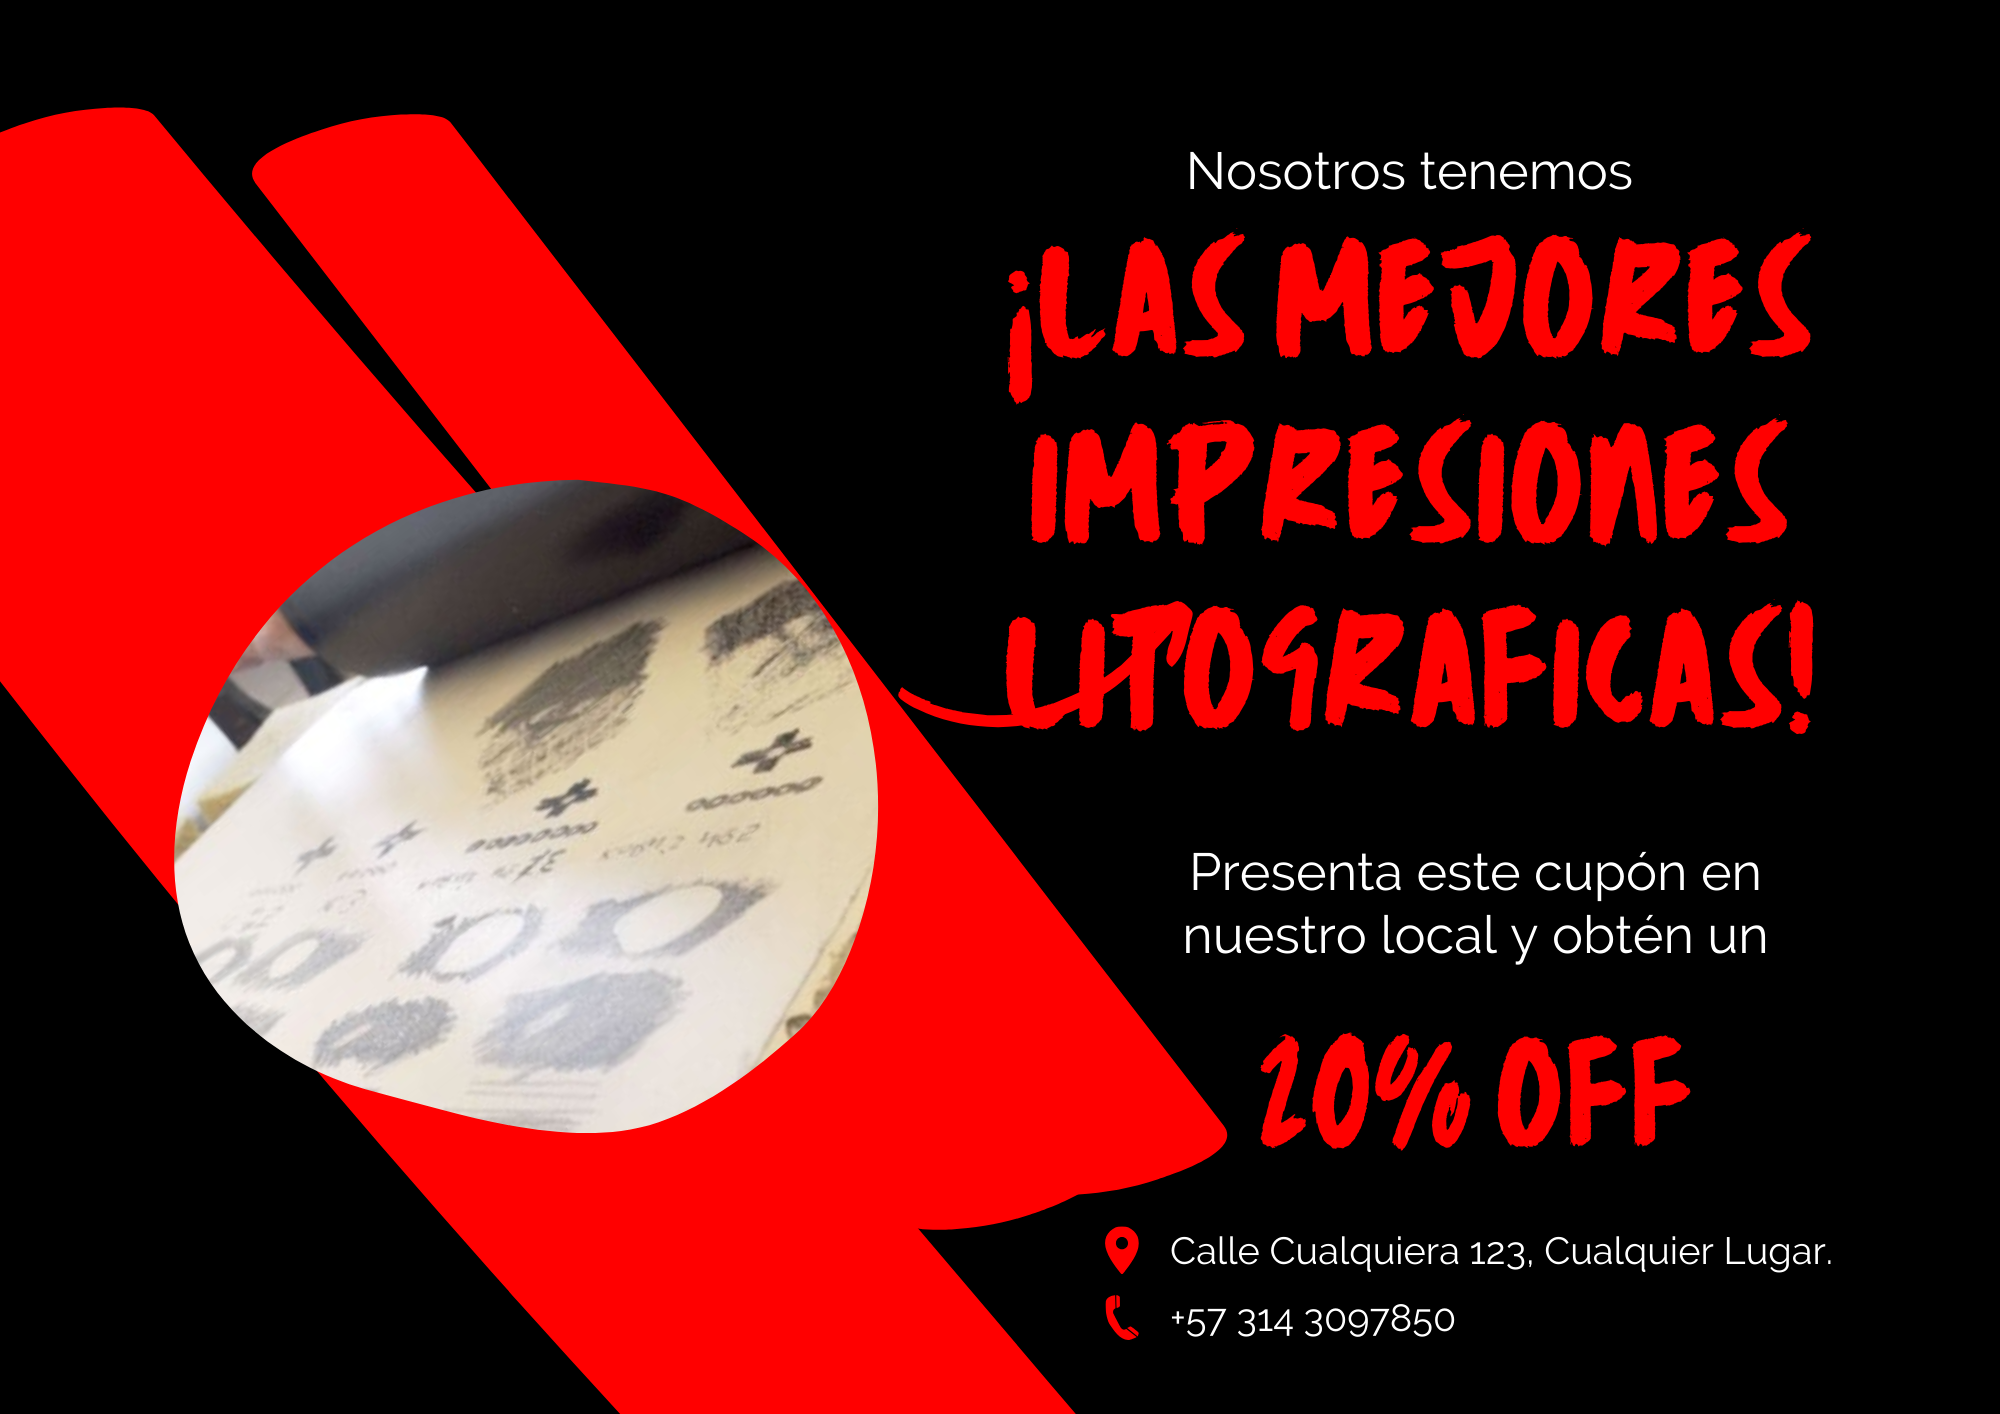 Nosotros tenemos
¡LAS MEJORES
IMPRESIONES
LITOGRAFICAS!
Presenta este cupón en
nuestro local y obtén un
20% OFF
Calle Cualquiera 123, Cualquier Lugar.
+57 314 3097850